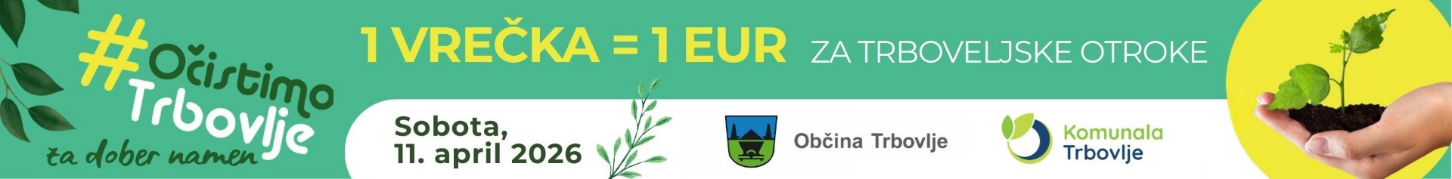 #Očistimo
Trbovlje
za dober namen
1 VREČKA = 1 EUR ZA TRBOVELJSKE OTROKE
Sobota,
11. april 2026
Občina Trbovlje
Komunala
Trbovlje